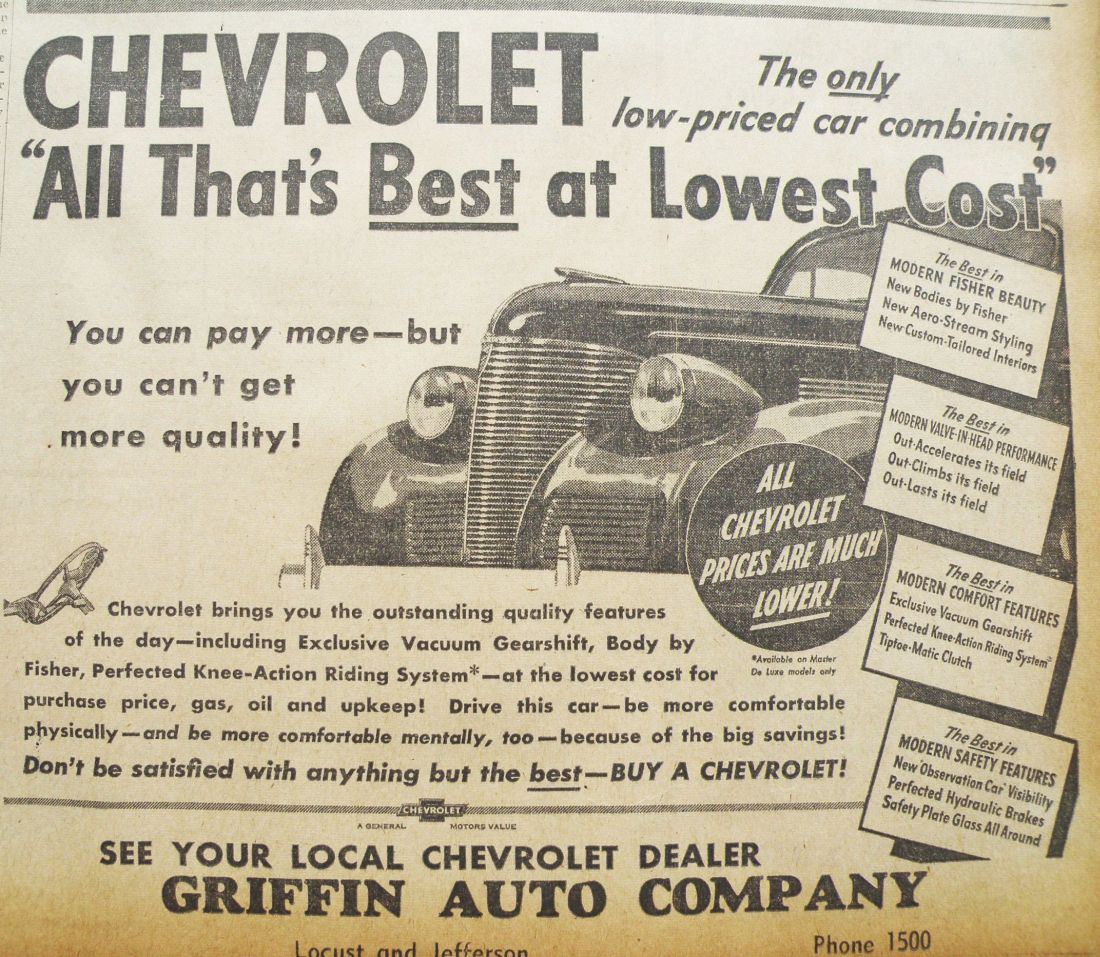 CHEVROLET
The only
low-priced car combining
"All That's Best at Lowest Cost"
You can pay more—but
you can't get
more quality!
The Best in
MODERN FISHER BEAUTY
New Bodies by Fisher
New Aero-Stream Styling
New Custom-Tailored Interiors
The Best in
MODERN VALVE-IN-HEAD PERFORMANCE
Out-Accelerates its field
Out-Climbs its field
Out-Lasts its field
ALL
CHEVROLET
PRICES ARE MUCH
LOWER!
The Best in
MODERN COMFORT FEATURES
Exclusive Vacuum Gearshift
Perfected Knee-Action Riding System*
Tiptoe-Matic Clutch
*Available on Master
De Luxe models only
Chevrolet brings you the outstanding quality features
of the day—including Exclusive Vacuum Gearshift, Body by
Fisher, Perfected Knee-Action Riding System*—at the lowest cost for
purchase price, gas, oil and upkeep! Drive this car—be more comfortable
physically—and be more comfortable mentally, too—because of the big savings!
Don't be satisfied with anything but the best—BUY A CHEVROLET!
The Best in
MODERN SAFETY FEATURES
New "Observation Car" Visibility
Perfected Hydraulic Brakes
Safety Plate Glass All Around
CHEVROLET
A GENERAL MOTORS VALUE
SEE YOUR LOCAL CHEVROLET DEALER
GRIFFIN AUTO COMPANY
Locust and Jefferson
Phone 1500